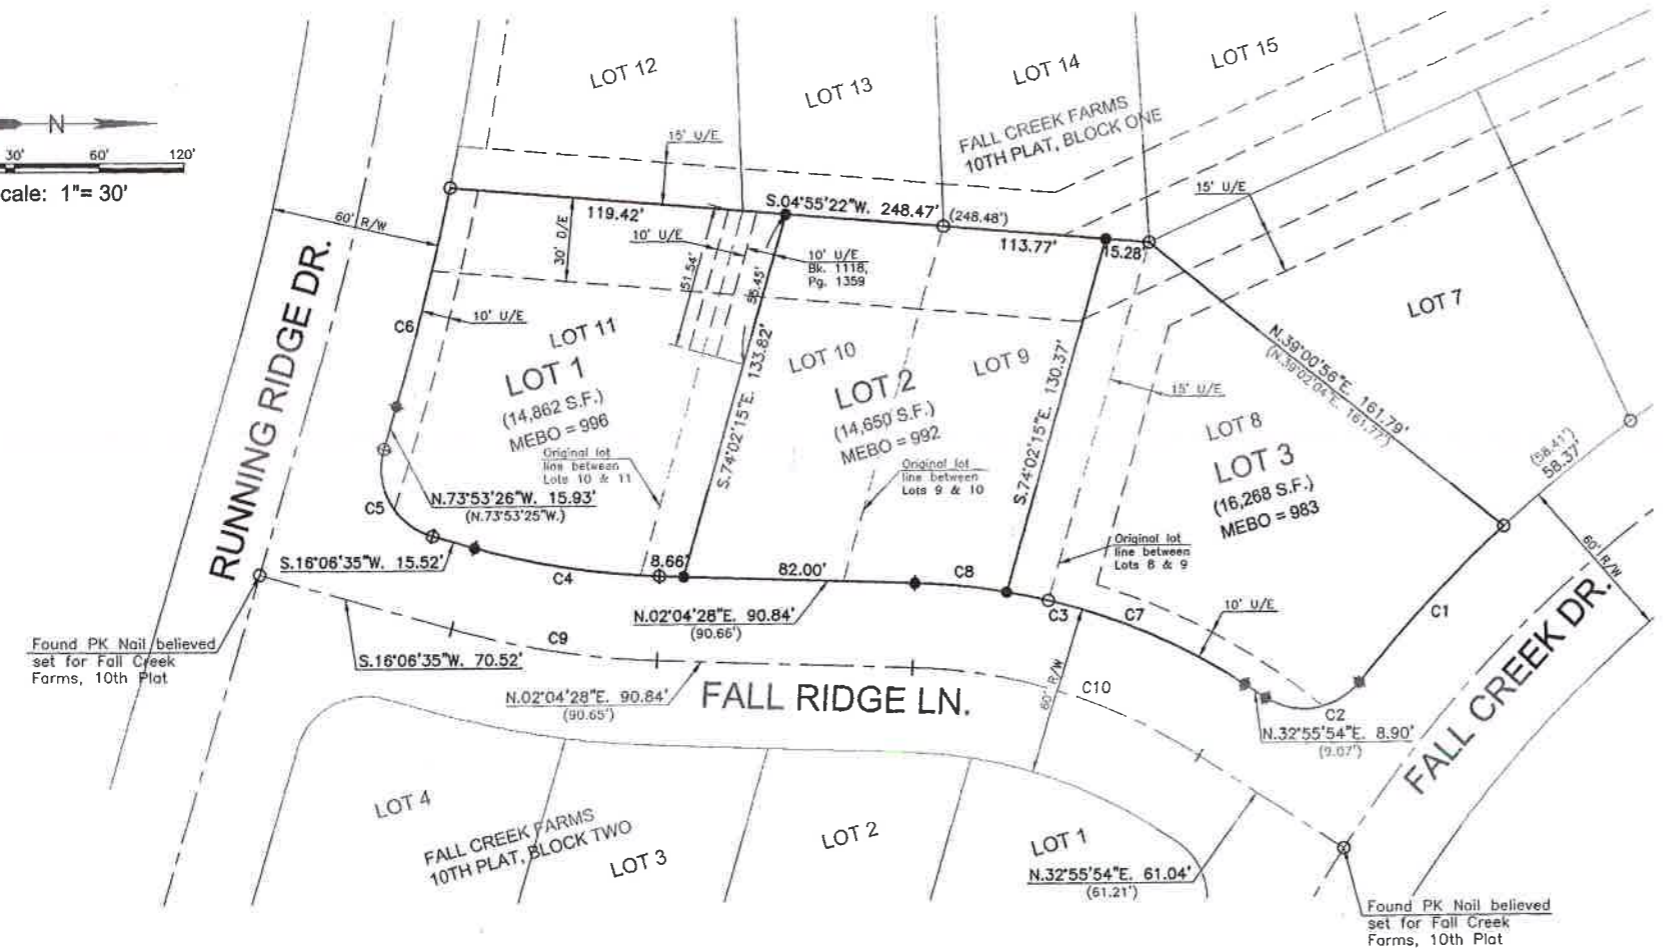 LOT 12
LOT 13
LOT 14
LOT 15
N
30' 60' 120'
cale: 1"= 30'
FALL CREEK FARMS
10TH PLAT, BLOCK ONE
15' U/E
15' U/E
60' R/W
S.04°55'22"W. 248.47'
(248.48')
119.42'
113.77'
15.28'
30' D/E
10' U/E
51.54'
10' U/E
Bk. 1118,
Pg. 1359
C6
10' U/E
LOT 11
LOT 1
(14,862 S.F.)
MEBO = 996
Original lot
line between
Lots 10 & 11
S.74°02'15"E. 133.82'
LOT 10
LOT 9
LOT 2
(14,650 S.F.)
MEBO = 992
Original lot
line between
Lots 9 & 10
S.74°02'15"E. 130.37'
15' U/E
LOT 8
LOT 3
(16,268 S.F.)
MEBO = 983
Original lot
line between
Lots 8 & 9
LOT 7
N.39°00'56"E. 161.79'
(N.39°02'04"E. 161.77')
(58.41')
58.37'
60' R/W
RUNNING RIDGE DR.
C5
N.73°53'26"W. 15.93'
(N.73°53'25"W.)
S.16°06'35"W. 15.52'
C4
8.66'
82.00'
C8
N.02°04'28"E. 90.84'
(90.66')
C3
C7
10' U/E
C1
C2
N.32°55'54"E. 8.90'
(9.07')
FALL CREEK DR.
Found PK Nail believed
set for Fall Creek
Farms, 10th Plat
C9
S.16°06'35"W. 70.52'
N.02°04'28"E. 90.84'
(90.65')
FALL RIDGE LN.
60' R/W
C10
LOT 4
FALL CREEK FARMS
10TH PLAT, BLOCK TWO
LOT 3
LOT 2
LOT 1
N.32°55'54"E. 61.04'
(61.21')
Found PK Nail believed
set for Fall Creek
Farms, 10th Plat